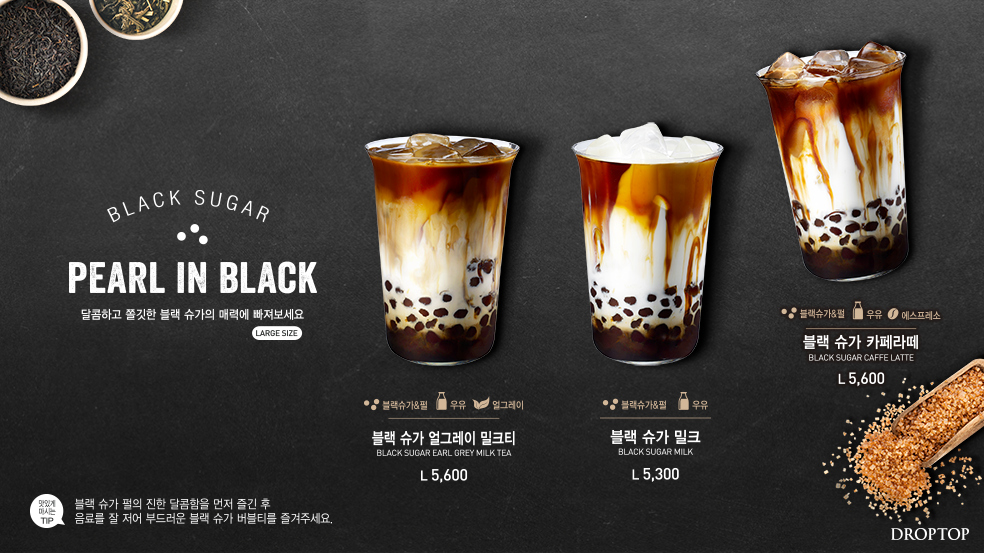 BLACK SUGAR
PEARL IN BLACK
달콤하고 쫄깃한 블랙 슈가의 매력에 빠져보세요
LARGE SIZE
블랙슈가&펄 우유 얼그레이
블랙 슈가 얼그레이 밀크티
BLACK SUGAR EARL GREY MILK TEA
L 5,600
블랙슈가&펄 우유
블랙 슈가 밀크
BLACK SUGAR MILK
L 5,300
블랙슈가&펄 우유 에스프레소
블랙 슈가 카페라떼
BLACK SUGAR CAFFE LATTE
L 5,600
맛있게
마시는
TIP
블랙 슈가 펄의 진한 달콤함을 먼저 즐긴 후
음료를 잘 저어 부드러운 블랙 슈가 버블티를 즐겨주세요.
DROPTOP